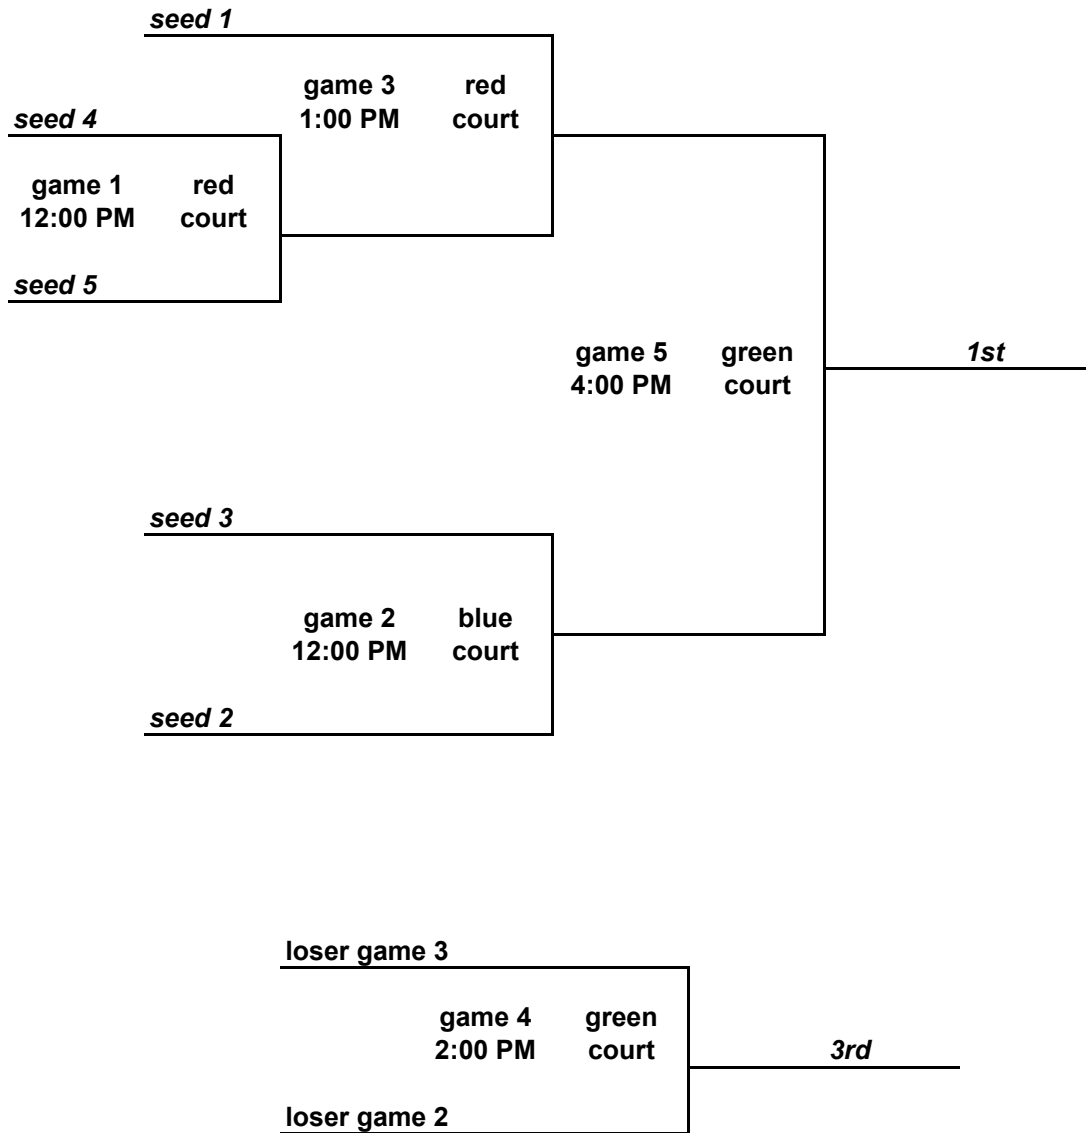 seed 1
game 3 red
1:00 PM court
seed 4
game 1 red
12:00 PM court
seed 5
game 5 green
4:00 PM court
1st
seed 3
game 2 blue
12:00 PM court
seed 2
loser game 3
game 4 green
2:00 PM court
3rd
loser game 2